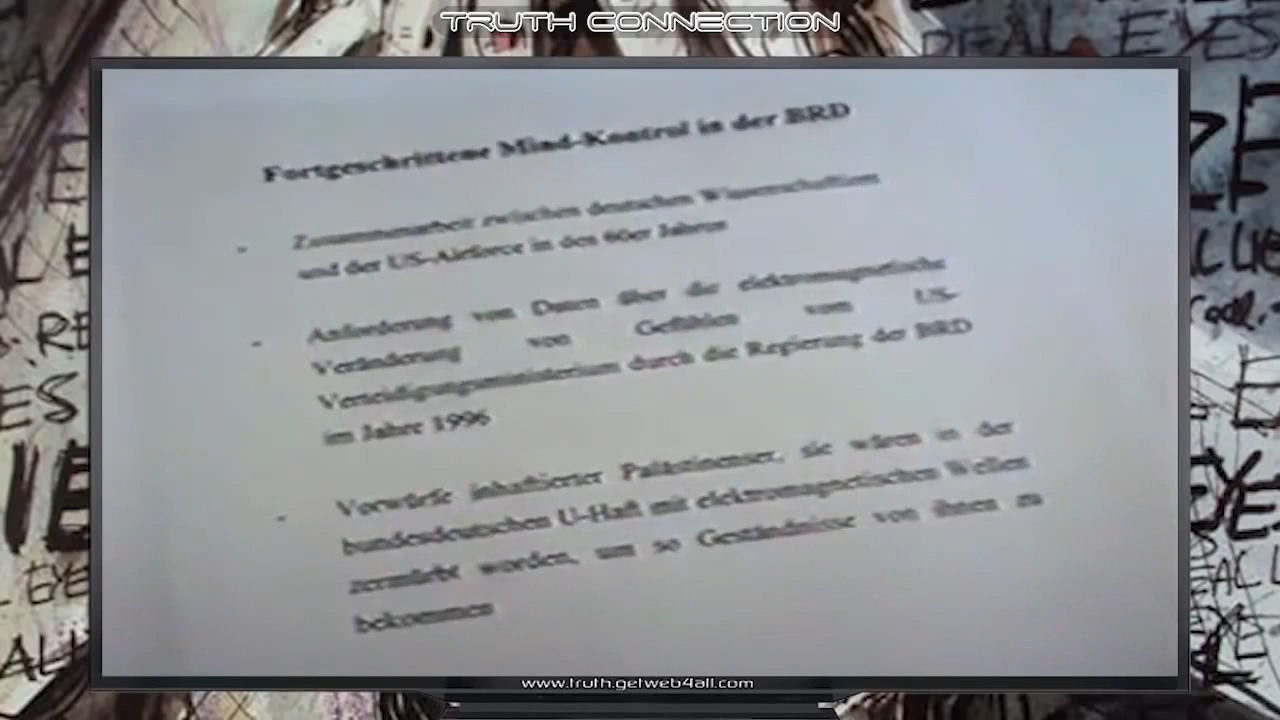 TRUTH CONNECTION
REAL EYES
Fortgeschrittene Mind-Kontrol in der BRD
- Zusammenarbeit zwischen deutschen Wissenschaftlern
und der US-Airforce in den 60er Jahren
- Anforderung von Daten über die elektromagnetische
Veränderung von Gefühlen vom US-
Verteidigungsministerium durch die Regierung der BRD
im Jahre 1996
- Vorwürfe inhaftierter Palästinenser, sie wären in der
bundesdeutschen U-Haft mit elektromagnetischen Wellen
zermürbt worden, um so Geständnisse von ihnen zu
bekommen
www.truth.getweb4all.com